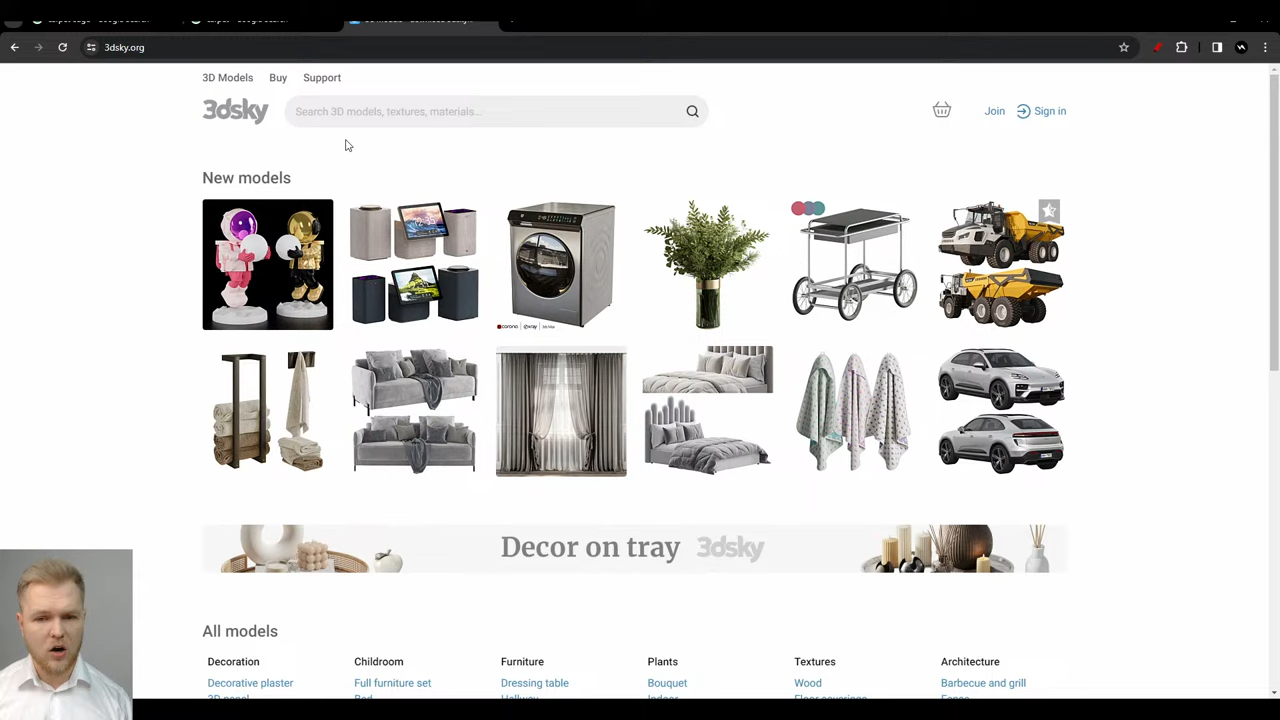 3dsky.org
3D Models Buy Support
3dsky
Search 3D models, textures, materials...
Join Sign in
New models
Decor on tray 3dsky
All models
Decoration Childroom Furniture Plants Textures Architecture
Decorative plaster Full furniture set Dressing table Bouquet Wood Barbecue and grill